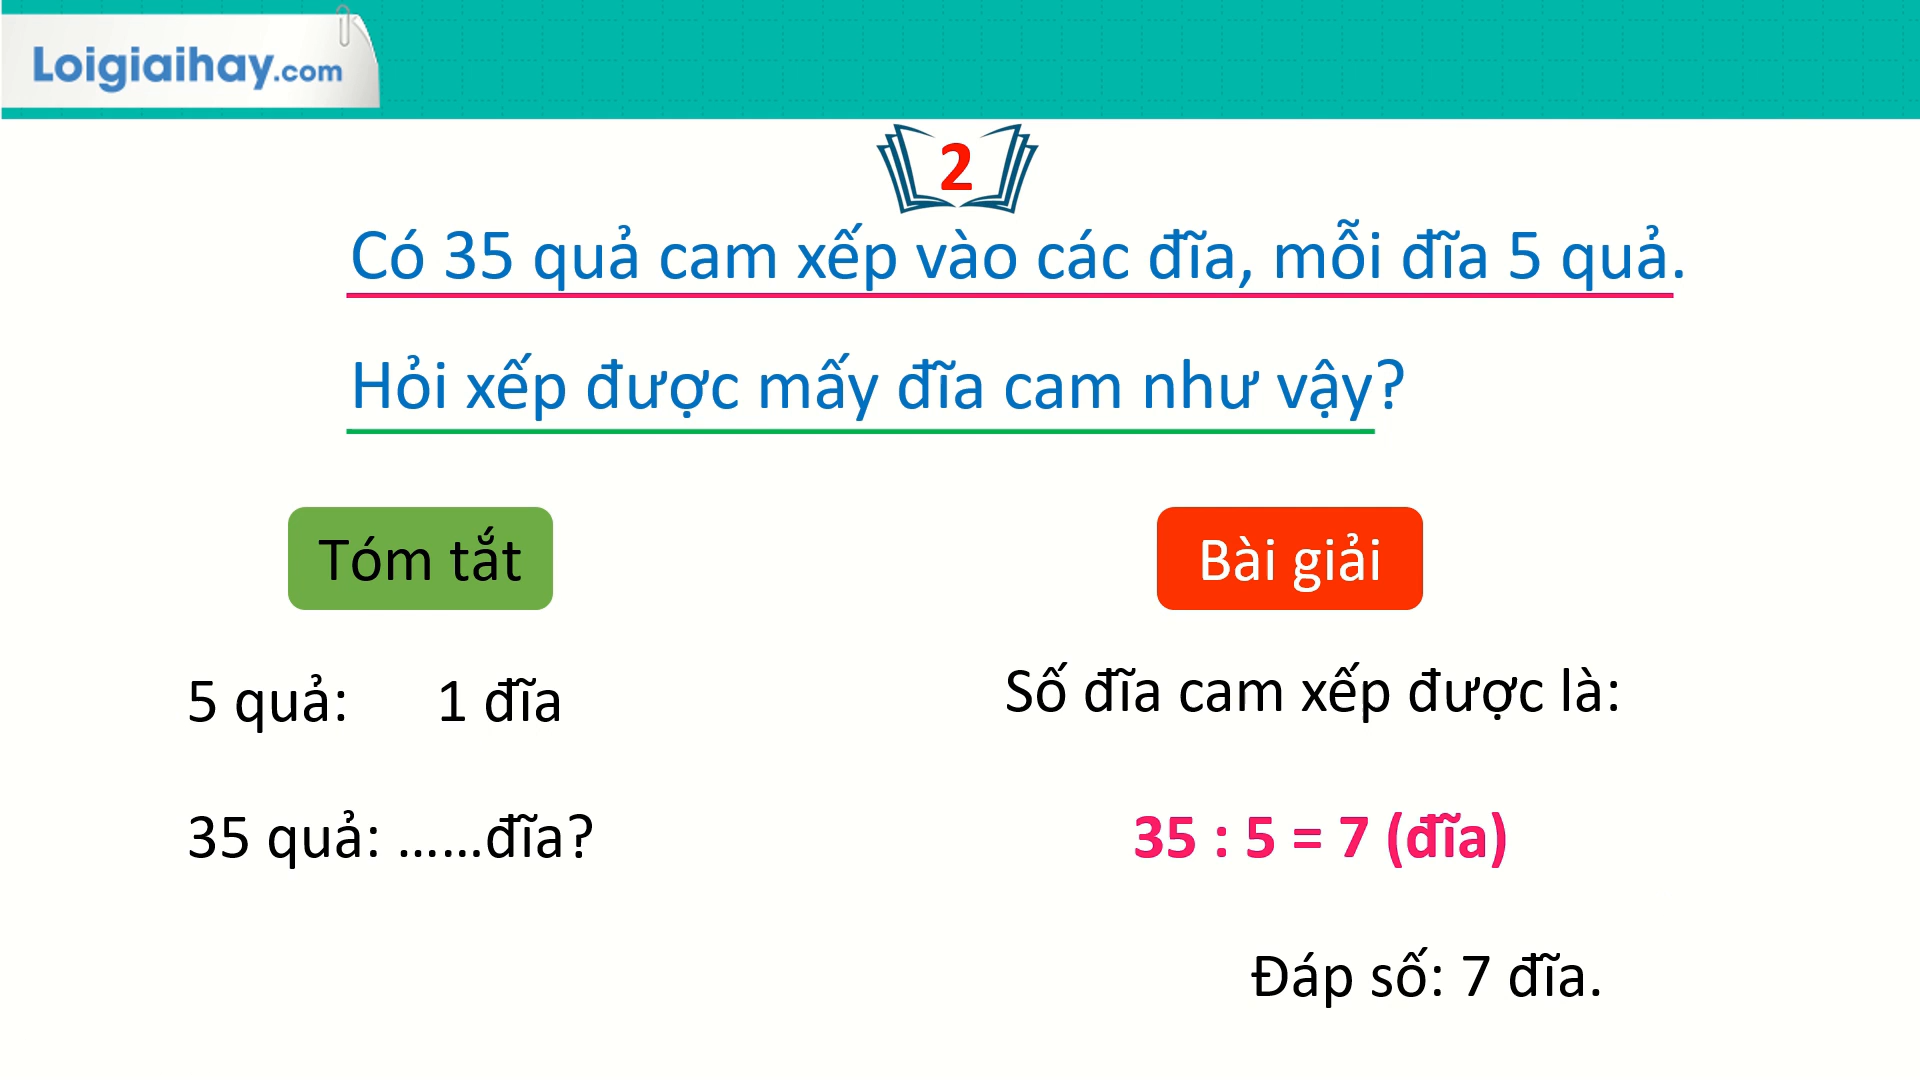 Loigiaihay.com
2
Có 35 quả cam xếp vào các đĩa, mỗi đĩa 5 quả.
Hỏi xếp được mấy đĩa cam như vậy?
Tóm tắt
5 quả: 1 đĩa
35 quả: ......đĩa?
Bài giải
Số đĩa cam xếp được là:
35 : 5 = 7 (đĩa)
Đáp số: 7 đĩa.